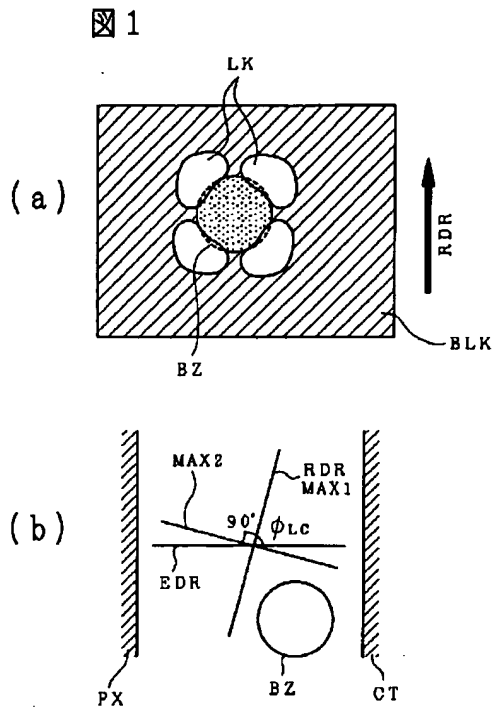 図 1
LK
(a)
RDR
BLK
BZ
MAX2
RDR
MAX1
(b)
90°
φLC
EDR
PX
BZ
CT